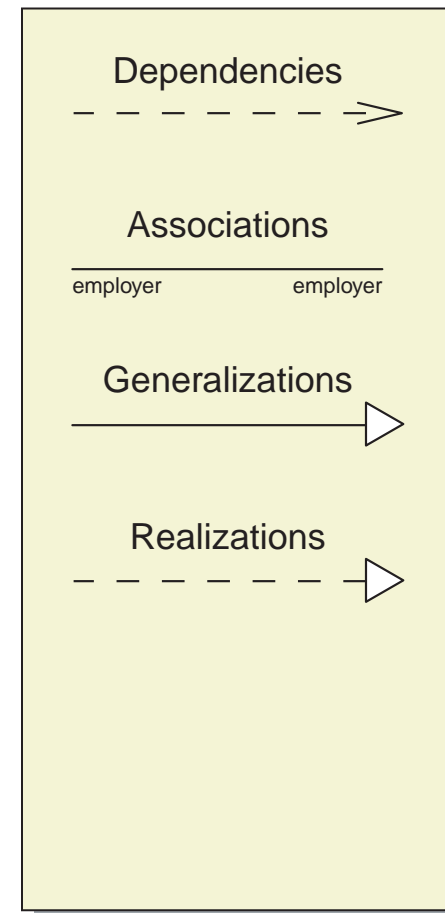 Dependencies
Associations
employer employer
Generalizations
Realizations